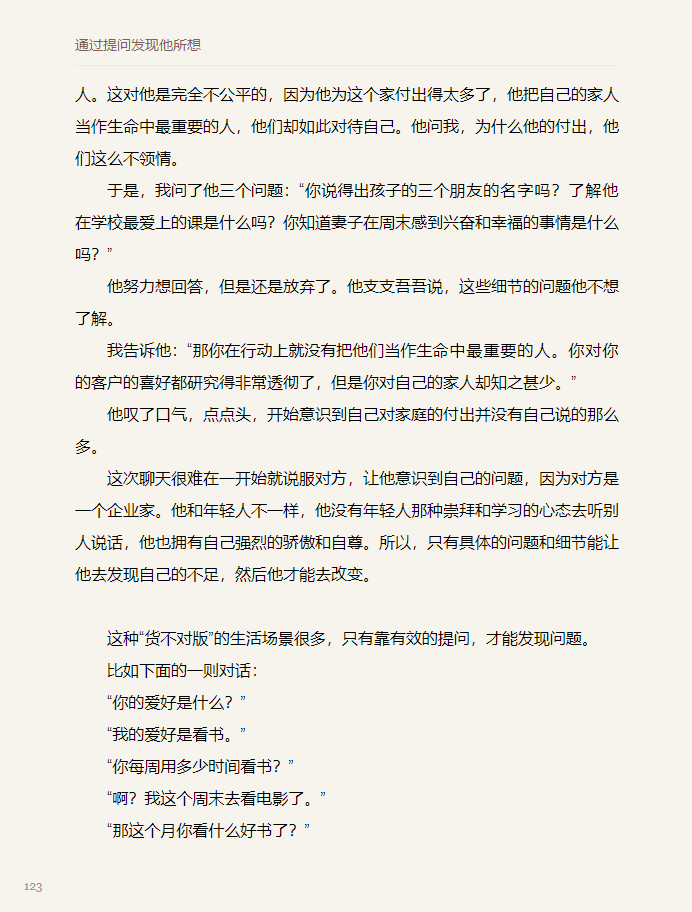 通过提问发现他所想
人。这对他是完全不公平的，因为他为这个家付出得太多了，他把自己的家人
当作生命中最重要的人，他们却如此对待自己。他问我，为什么他的付出，他
们这么不领情。
于是，我问了他三个问题：“你说得出孩子的三个朋友的名字吗？了解他
在学校最爱上的课是什么吗？你知道妻子在周末感到兴奋和幸福的事情是什么
吗？”
他努力想回答，但是还是放弃了。他支支吾吾说，这些细节的问题他不想
了解。
我告诉他：“那你在行动上就没有把他们当作生命中最重要的人。你对你
的客户的喜好都研究得非常透彻了，但是你对自己的家人却知之甚少。”
他叹了口气，点点头，开始意识到自己对家庭的付出并没有自己说的那么
多。
这次聊天很难在一开始就说服对方，让他意识到自己的问题，因为对方是
一个企业家。他和年轻人不一样，他没有年轻人那种崇拜和学习的心态去听别
人说话，他也拥有自己强烈的骄傲和自尊。所以，只有具体的问题和细节能让
他去发现自己的不足，然后他才能去改变。
这种“货不对版”的生活场景很多，只有靠有效的提问，才能发现问题。
比如下面的一则对话：
“你的爱好是什么？”
“我的爱好是看书。”
“你每周用多少时间看书？”
“啊？我这个周末去看电影了。”
“那这个月你看什么好书了？”
123